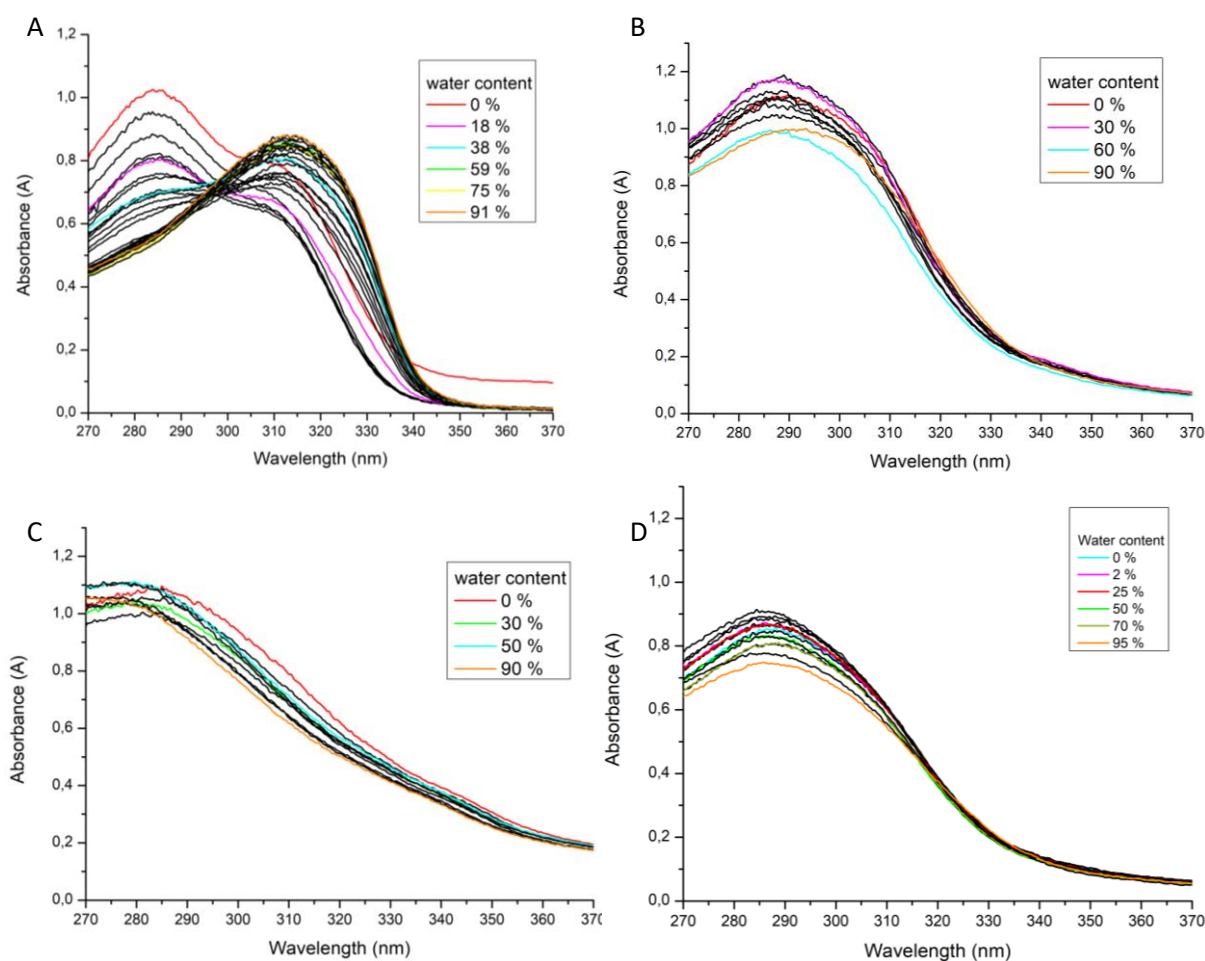 A
1,2
1,0
0,8
0,6
0,4
0,2
0,0
Absorbance (A)
270 280 290 300 310 320 330 340 350 360 370
Wavelength (nm)
water content
0 %
18 %
38 %
59 %
75 %
91 %
B
1,2
1,0
0,8
0,6
0,4
0,2
0,0
Absorbance (A)
270 280 290 300 310 320 330 340 350 360 370
Wavelength (nm)
water content
0 %
30 %
60 %
90 %
C
1,2
1,0
0,8
0,6
0,4
0,2
0,0
Absorbance (A)
270 280 290 300 310 320 330 340 350 360 370
Wavelength (nm)
water content
0 %
30 %
50 %
90 %
D
1,2
1,0
0,8
0,6
0,4
0,2
0,0
Absorbance (A)
270 280 290 300 310 320 330 340 350 360 370
Wavelength (nm)
Water content
0 %
2 %
25 %
50 %
70 %
95 %